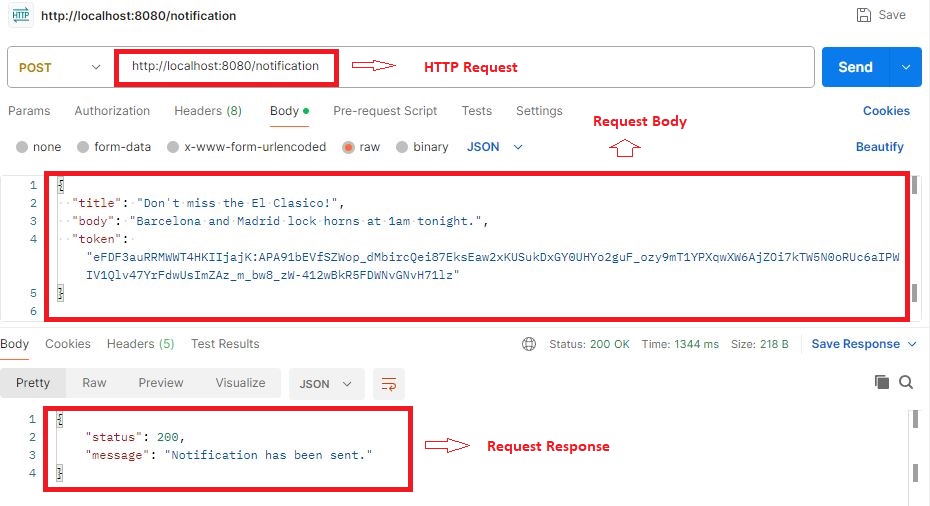 HTTP http://localhost:8080/notification Save
POST http://localhost:8080/notification HTTP Request Send
Params Authorization Headers (8) Body Pre-request Script Tests Settings Cookies
Request Body
none form-data x-www-form-urlencoded raw binary JSON Beautify
1 {
2 "title": "Don't miss the El Clasico!",
3 "body": "Barcelona and Madrid lock horns at 1am tonight.",
4 "token":
"eFDF3auRRMWWT4HKIIjajK:APA91bEVfSZWop_dMbircQei87EksEaw2xKUSukDxGY0UHYo2guF_ozy9mT1YPXqwXW6AjZOi7kTW5N0oRUc6aIPW
IV1Qlv47YrFdwUsImZAz_m_bw8_zW-412wBkR5FDWNvGNvH71lz"
5 }
6
Body Cookies Headers (5) Test Results Status: 200 OK Time: 1344 ms Size: 218 B Save Response
Pretty Raw Preview Visualize JSON
1 {
2 "status": 200,
3 "message": "Notification has been sent."
4 }
Request Response